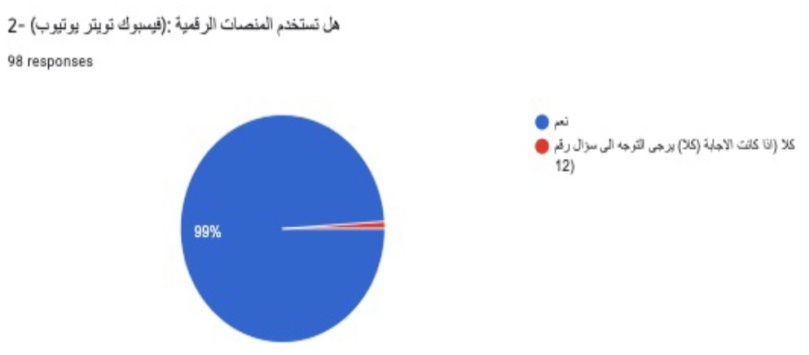 2- هل تستخدم المنصات الرقمية :(فيسبوك تويتر يوتيوب)
98 responses
99%
نعم
كلا (اذا كانت الاجابة (كلا) يرجى التوجه الى سؤال رقم
12)